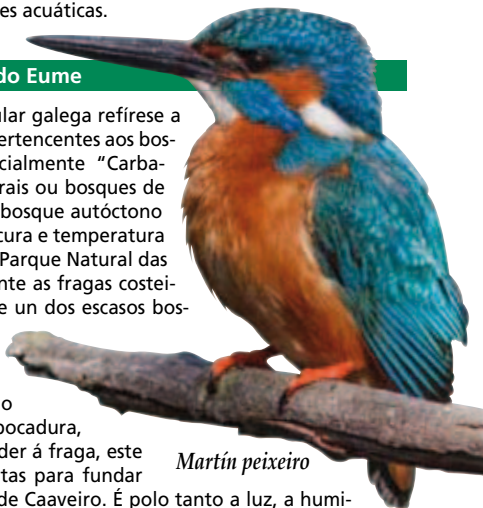 es acuáticas.
do Eume
ular galega refírese a
ertencentes aos bos-
cialmente "Carba-
rais ou bosques de
bosque autóctono
cura e temperatura
Parque Natural das
nte as fragas costei-
e un dos escasos bos-
o
bocadura,
der á fraga, este
tas para fundar
Martín peixeiro
de Caaveiro. É polo tanto a luz, a humi-